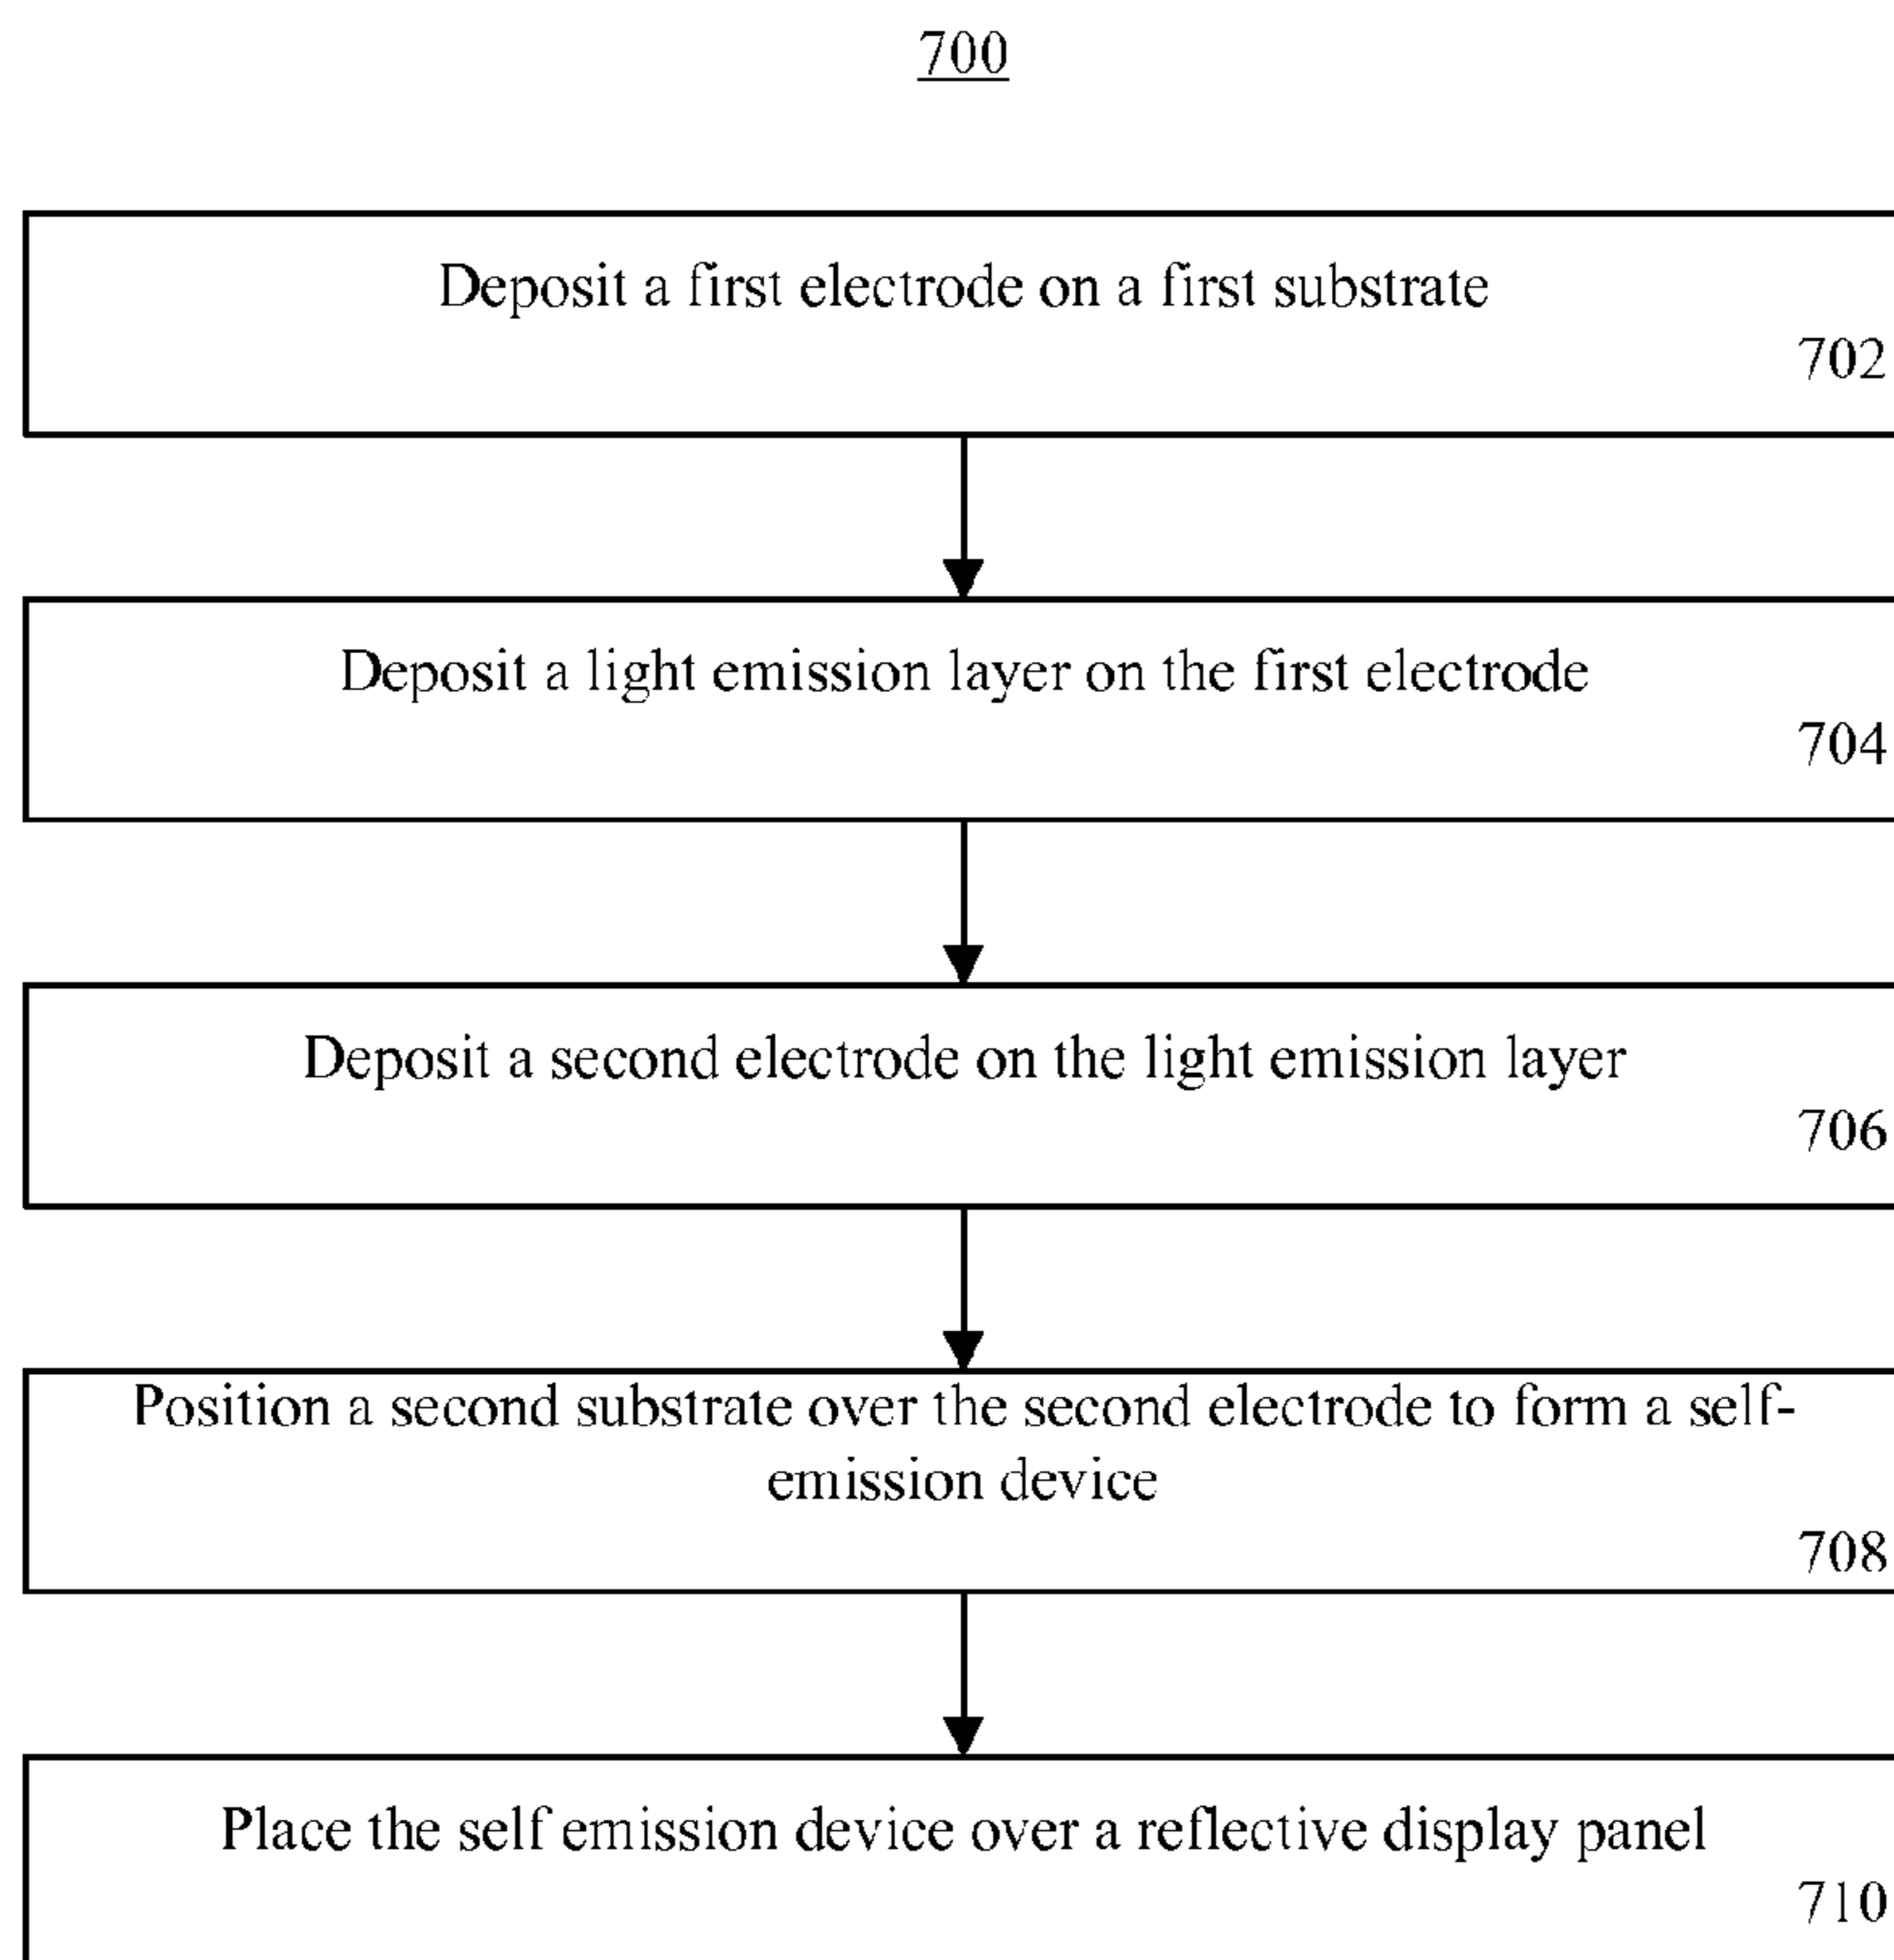 700
Deposit a first electrode on a first substrate
702
Deposit a light emission layer on the first electrode
704
Deposit a second electrode on the light emission layer
706
Position a second substrate over the second electrode to form a self-
emission device
708
Place the self emission device over a reflective display panel
710